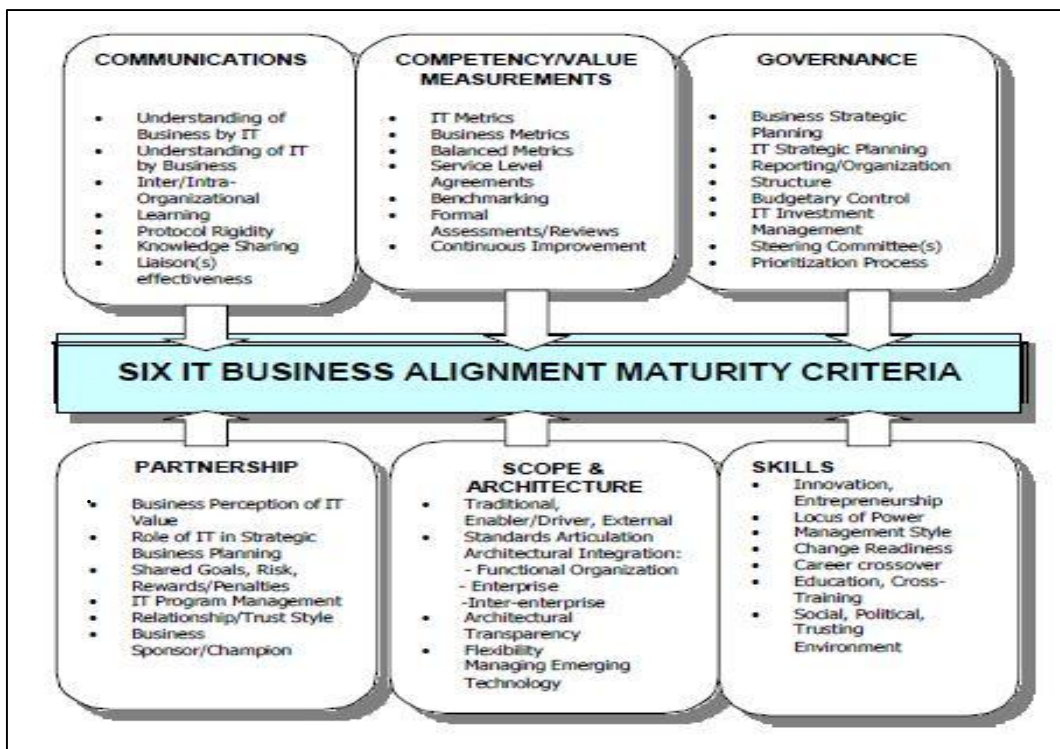 COMMUNICATIONS
• Understanding of
Business by IT
• Understanding of IT
by Business
• Inter/Intra-
Organizational
• Learning
• Protocol Rigidity
• Knowledge Sharing
• Liaison(s)
effectiveness
COMPETENCY/VALUE
MEASUREMENTS
• IT Metrics
• Business Metrics
• Balanced Metrics
• Service Level
Agreements
• Benchmarking
• Formal
Assessments/Reviews
• Continuous Improvement
GOVERNANCE
• Business Strategic
Planning
• IT Strategic Planning
• Reporting/Organization
• Structure
• Budgetary Control
• IT Investment
Management
• Steering Committee(s)
• Prioritization Process
SIX IT BUSINESS ALIGNMENT MATURITY CRITERIA
PARTNERSHIP
• Business Perception of IT
Value
• Role of IT in Strategic
Business Planning
• Shared Goals, Risk,
Rewards/Penalties
• IT Program Management
• Relationship/Trust Style
• Business
Sponsor/Champion
SCOPE &
ARCHITECTURE
• Traditional,
Enabler/Driver, External
• Standards Articulation
Architectural Integration:
- Functional Organization
- Enterprise
-Inter-enterprise
• Architectural
Transparency
• Flexibility
Managing Emerging
Technology
SKILLS
• Innovation,
Entrepreneurship
• Locus of Power
• Management Style
• Change Readiness
• Career crossover
• Education, Cross-
Training
• Social, Political,
Trusting
Environment